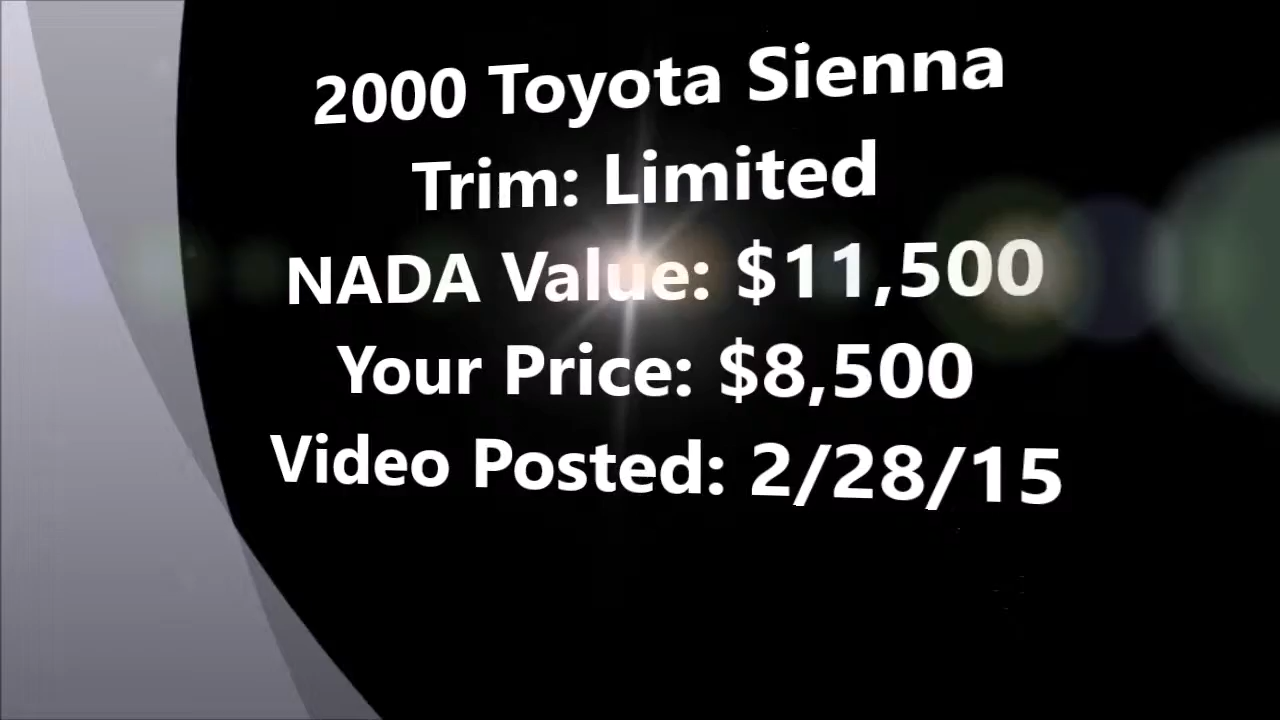 2000 Toyota Sienna
Trim: Limited
NADA Value: $11,500
Your Price: $8,500
Video Posted: 2/28/15